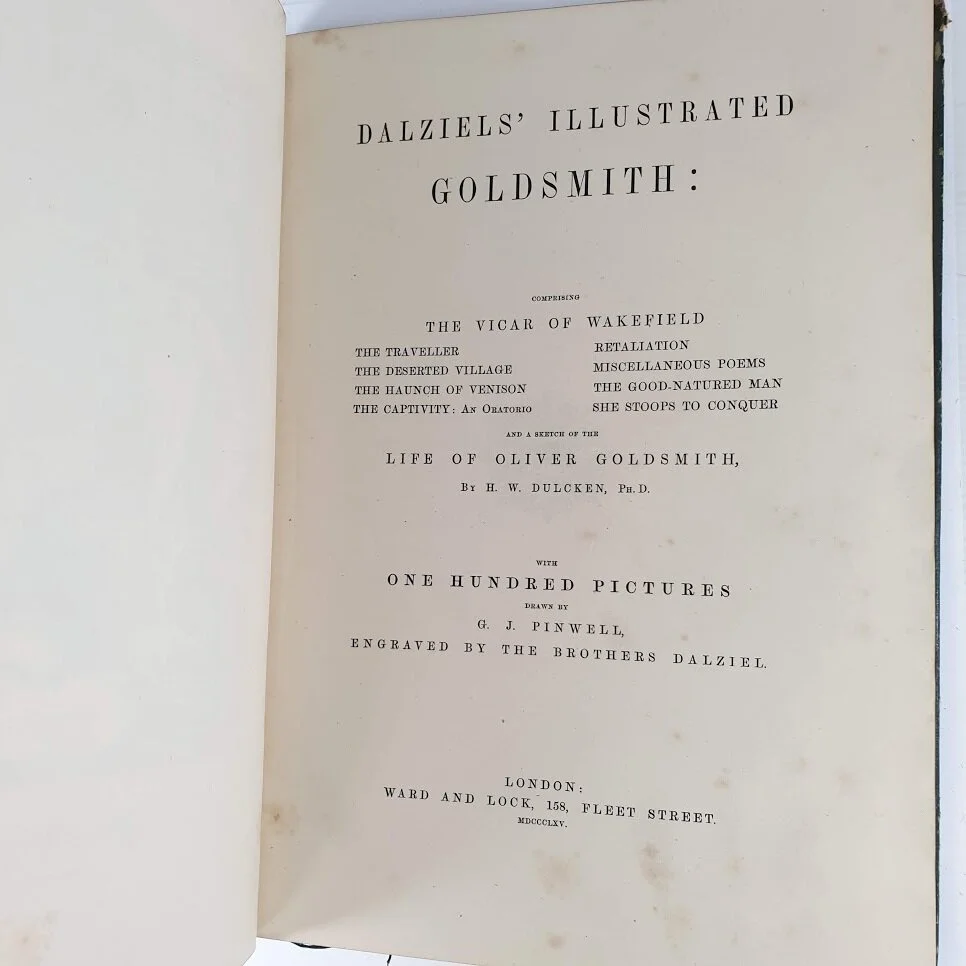 DALZIELS' ILLUSTRATED
GOLDSMITH:
COMPRISING
THE VICAR OF WAKEFIELD
THE TRAVELLER
THE DESERTED VILLAGE
THE HAUNCH OF VENISON
THE CAPTIVITY: An Oratorio
RETALIATION
MISCELLANEOUS POEMS
THE GOOD-NATURED MAN
SHE STOOPS TO CONQUER
AND A SKETCH OF THE
LIFE OF OLIVER GOLDSMITH,
By H. W. DULCKEN, Ph.D.
WITH
ONE HUNDRED PICTURES
DRAWN BY
G. J. PINWELL,
ENGRAVED BY THE BROTHERS DALZIEL.
LONDON:
WARD AND LOCK, 158, FLEET STREET.
MDCCCLXV.